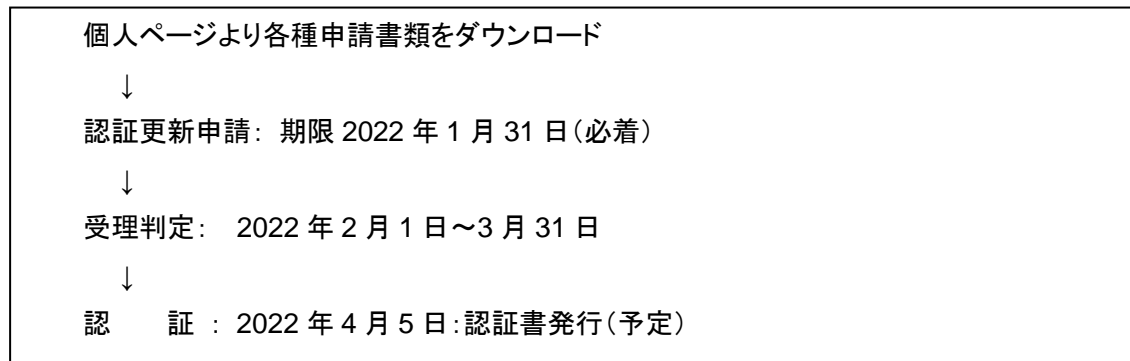 個人ページより各種申請書類をダウンロード
↓
認証更新申請： 期限 2022 年 1 月 31 日（必着）
↓
受理判定：　2022 年 2 月 1 日～3 月 31 日
↓
認　　証 ： 2022 年 4 月 5 日：認証書発行（予定）